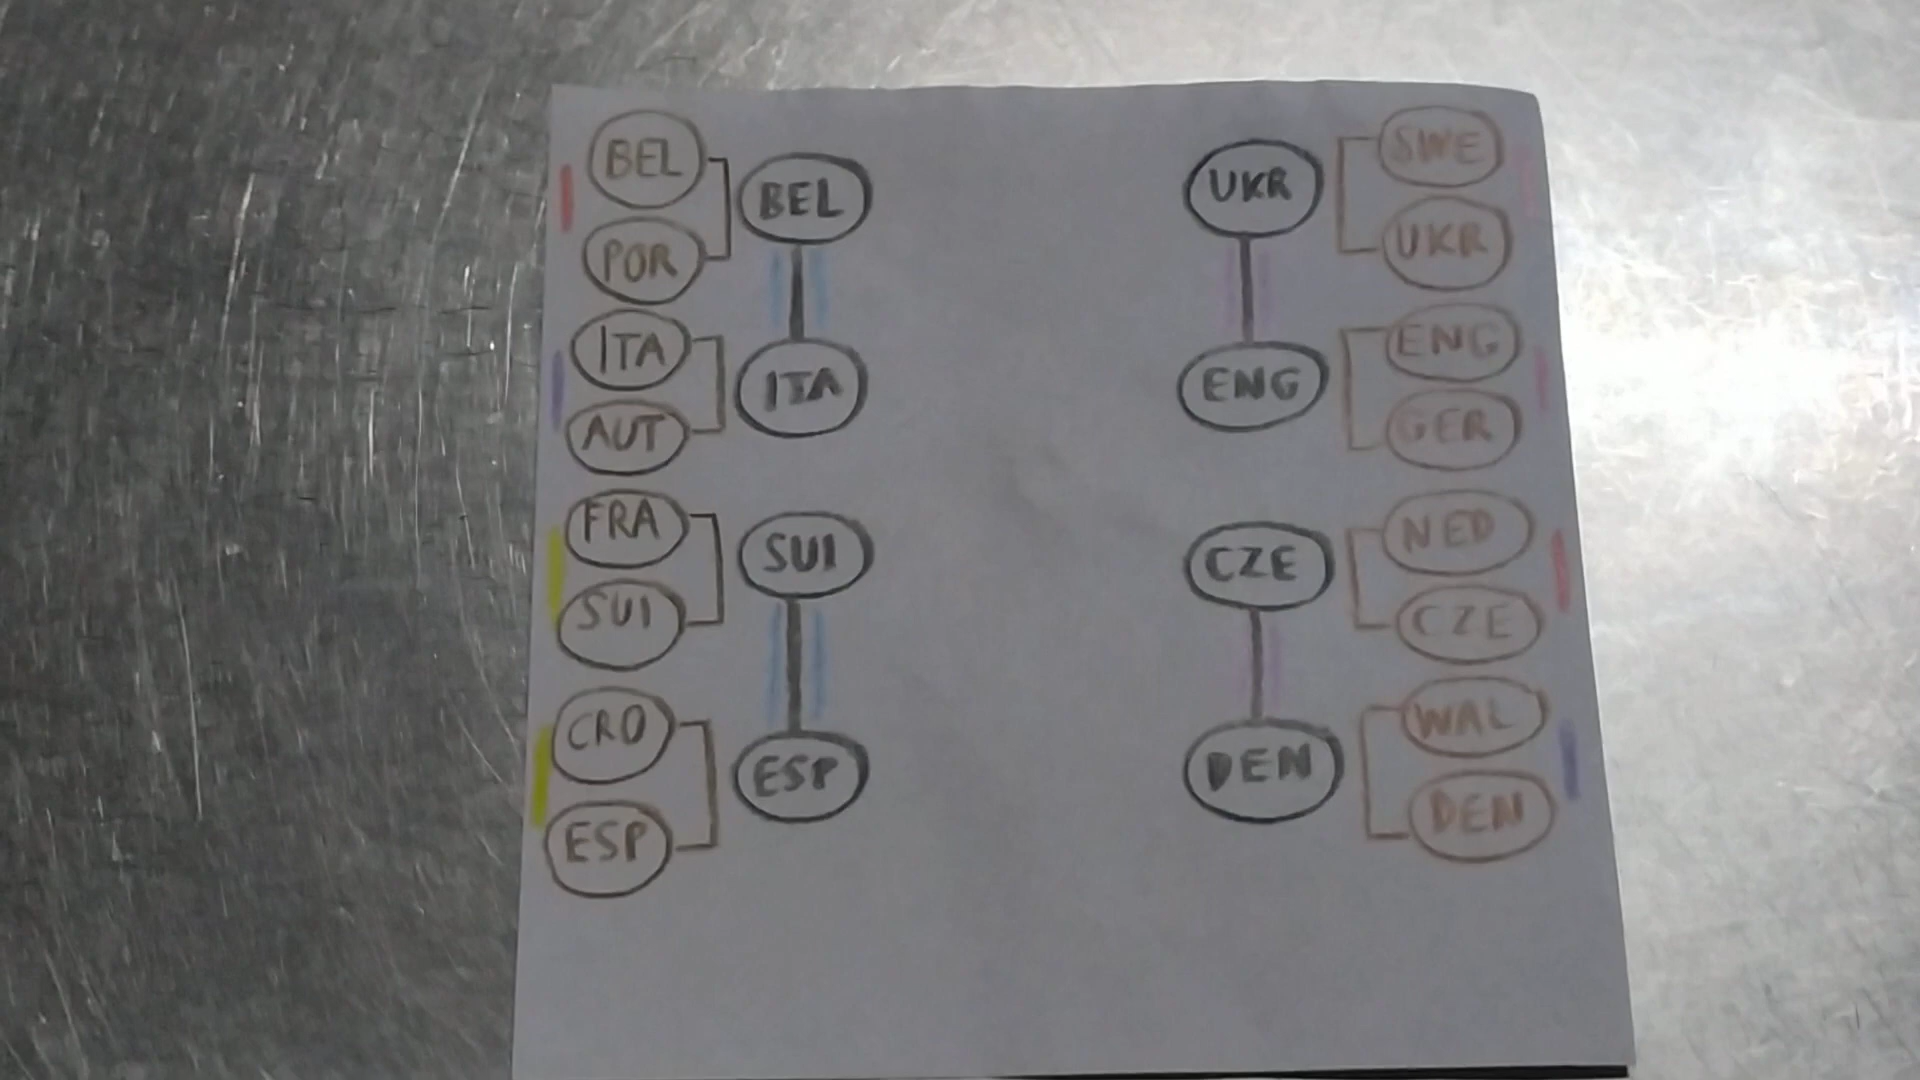 BEL
POR
ITA
AUT
FRA
SUI
CRO
ESP
BEL
ITA
SUI
ESP
UKR
ENG
CZE
DEN
SWE
UKR
ENG
GER
NED
CZE
WAL
DEN